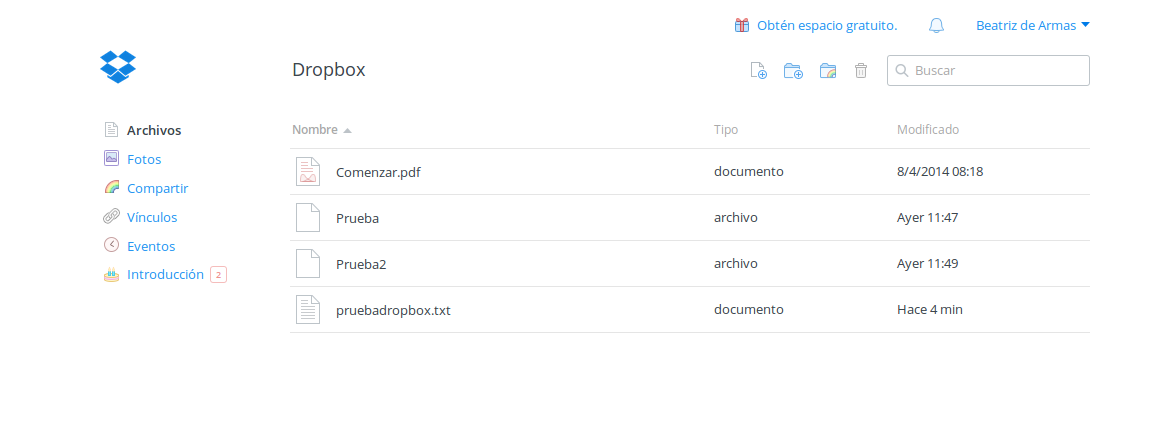 Obtén espacio gratuito.
Beatriz de Armas
Dropbox
Buscar
Archivos
Fotos
Compartir
Vínculos
Eventos
Introducción 2
Nombre Tipo Modificado
Comenzar.pdf documento 8/4/2014 08:18
Prueba archivo Ayer 11:47
Prueba2 archivo Ayer 11:49
pruebadropbox.txt documento Hace 4 min